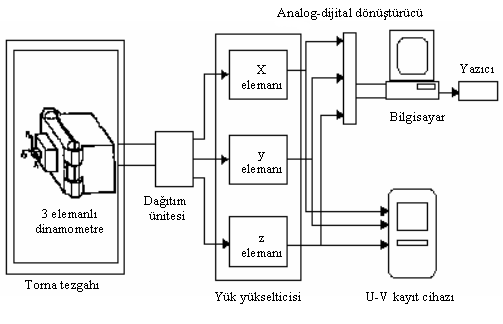 Analog-dijital dönüştürücü
X
elemanı
Yazıcı
Bilgisayar
y
elemanı
Dağıtım
ünitesi
3 elemanlı
dinamometre
z
elemanı
Torna tezgahı
Yük yükselticisi
U-V kayıt cihazı